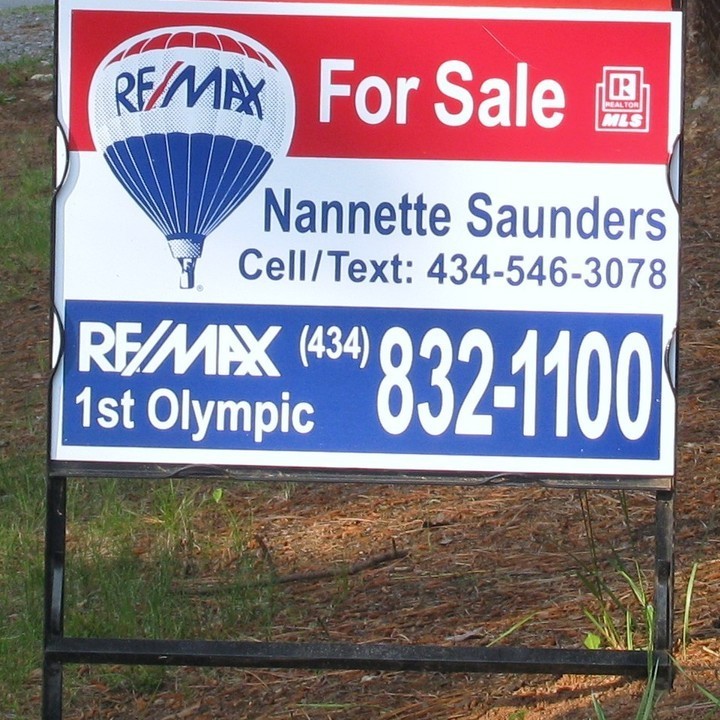 RE/MAX
For Sale
R
REALTOR
MLS
Nannette Saunders
Cell/Text: 434-546-3078
RE/MAX
1st Olympic
(434) 832-1100